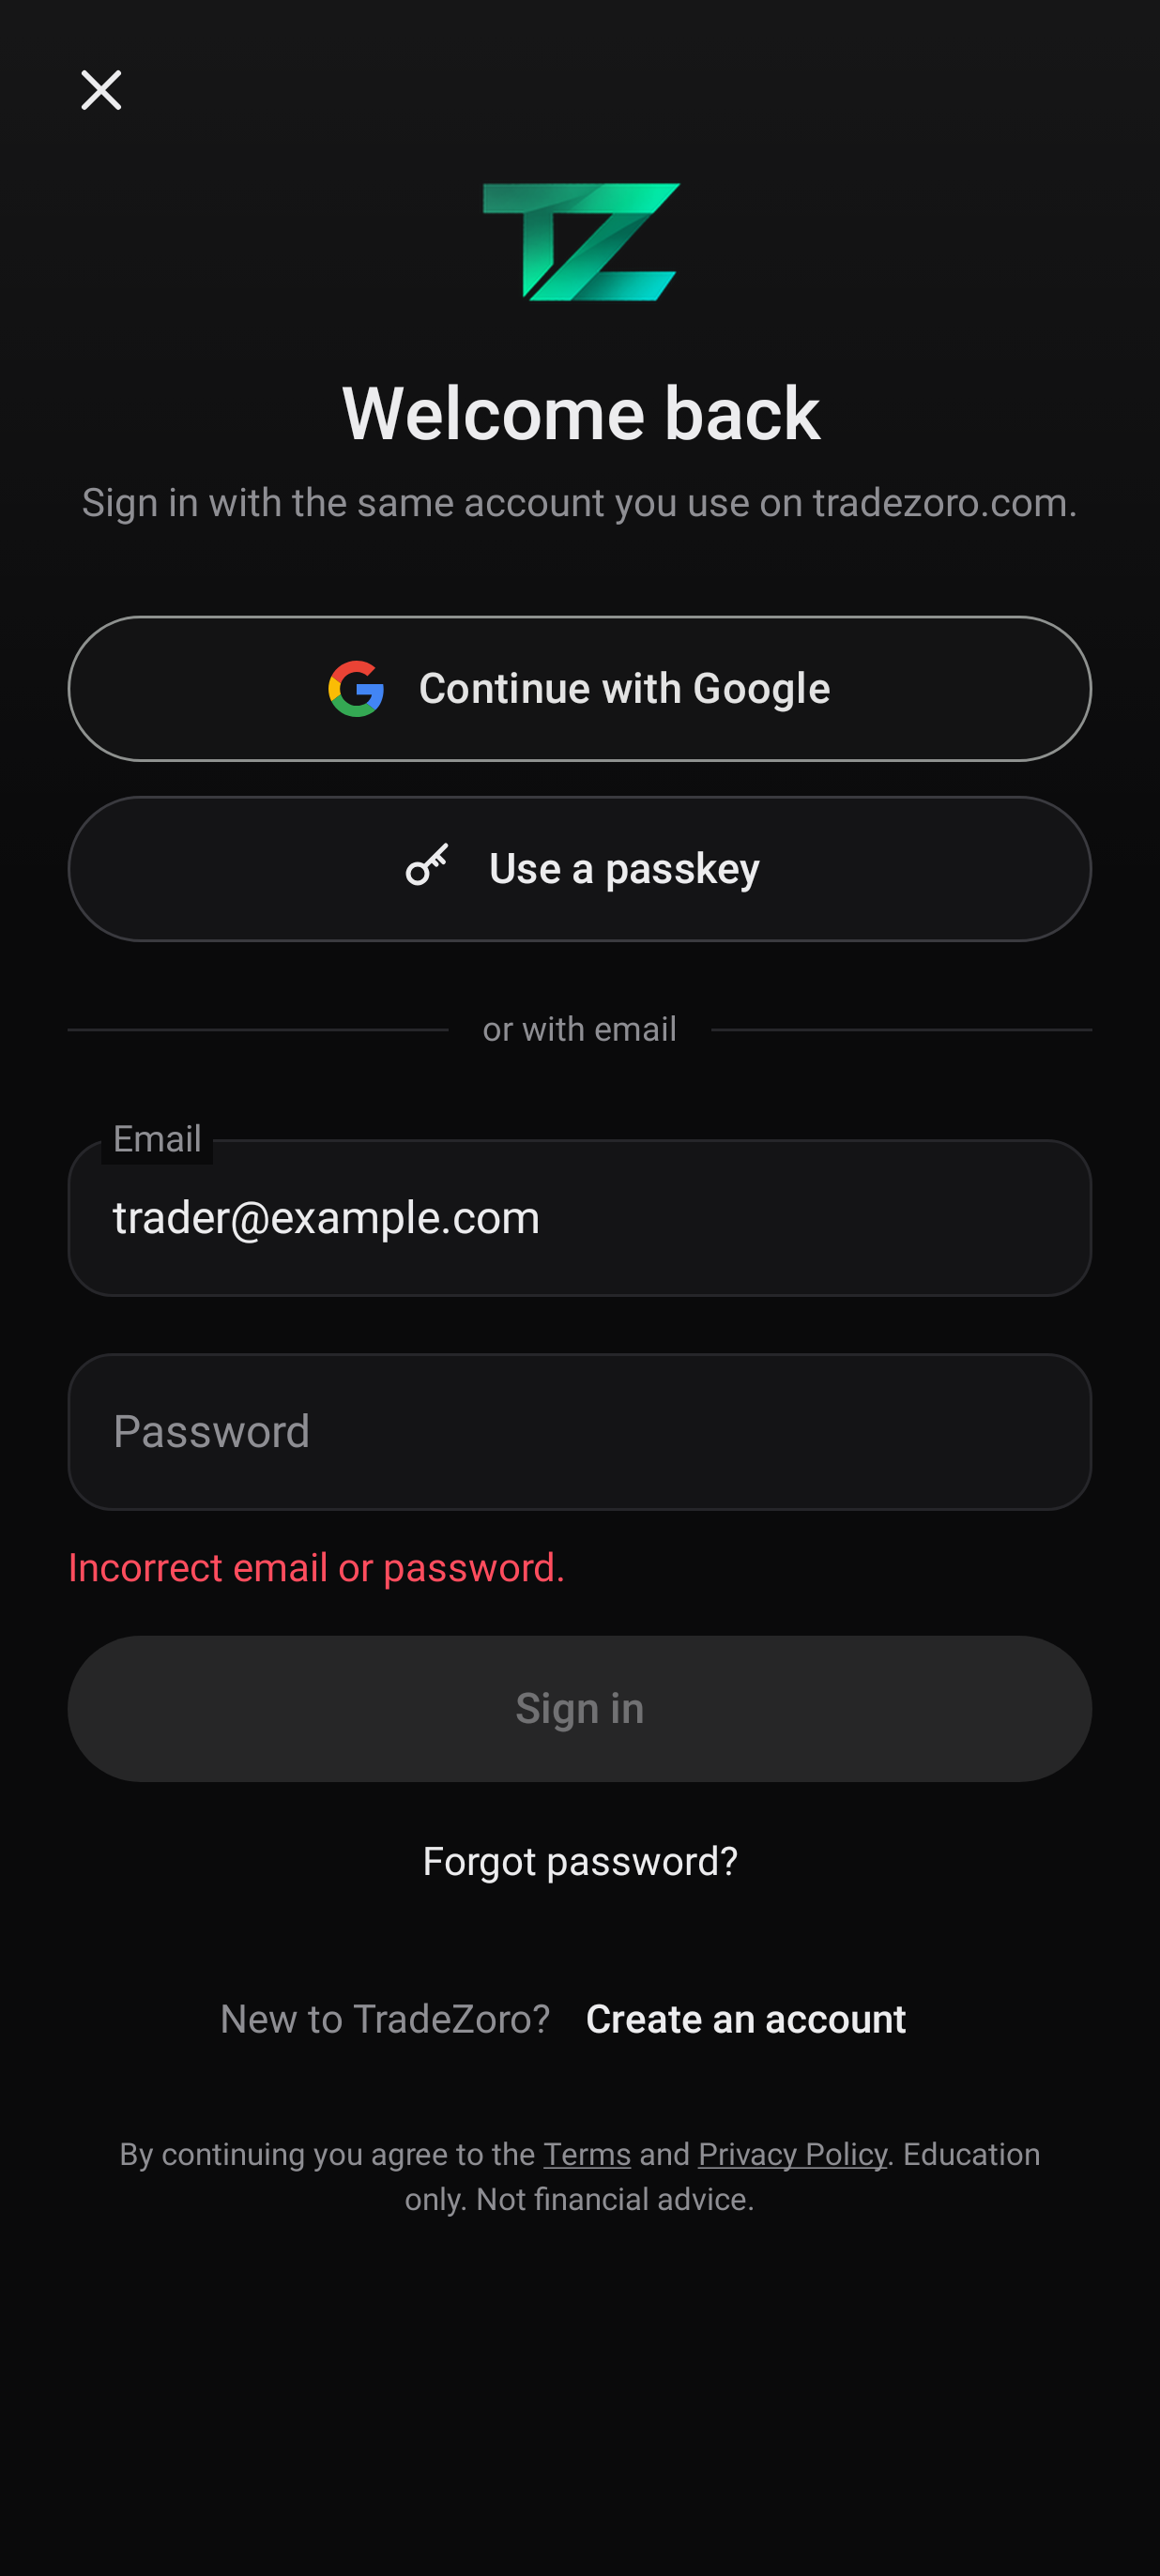 TZ
Welcome back
Sign in with the same account you use on tradezoro.com.
Continue with Google
Use a passkey
or with email
Email
trader@example.com
Password
Incorrect email or password.
Sign in
Forgot password?
New to TradeZoro? Create an account
By continuing you agree to the Terms and Privacy Policy. Education
only. Not financial advice.